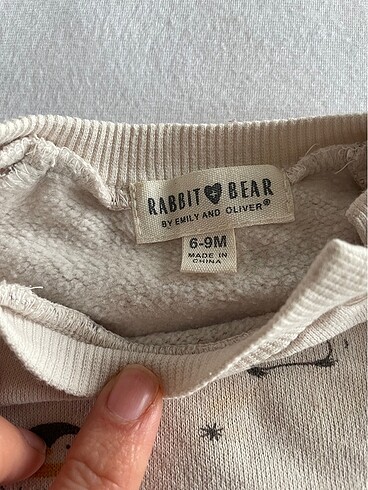 RABBIT BEAR
BY EMILY AND OLIVER®
6-9M
MADE IN
CHINA